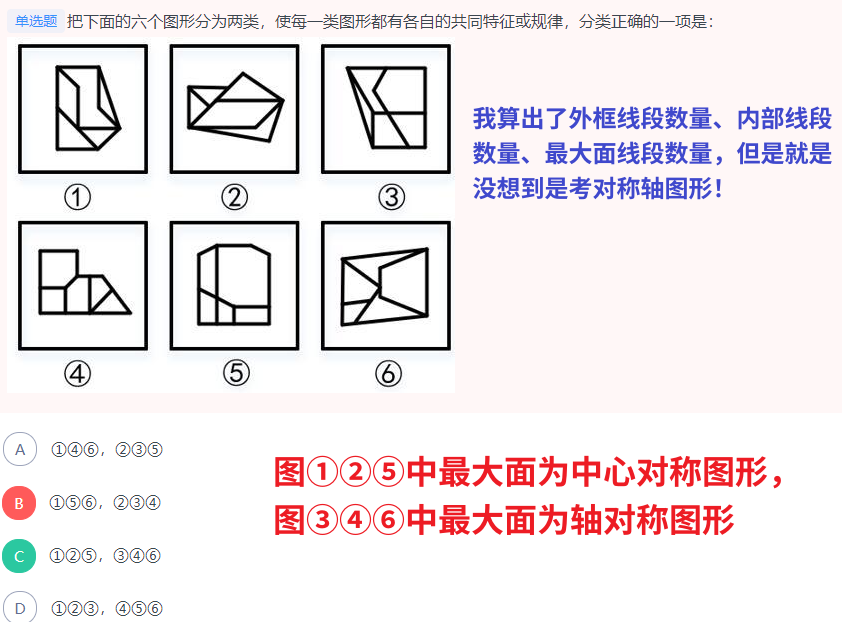 单选题 把下面的六个图形分为两类，使每一类图形都有各自的共同特征或规律，分类正确的一项是：
我算出了外框线段数量、内部线段
数量、最大面线段数量，但是就是
没想到是考对称轴图形！
① ② ③
④ ⑤ ⑥
A ①④⑥，②③⑤
B ①⑤⑥，②③④
C ①②⑤，③④⑥
D ①②③，④⑤⑥
图①②⑤中最大面为中心对称图形，
图③④⑥中最大面为轴对称图形